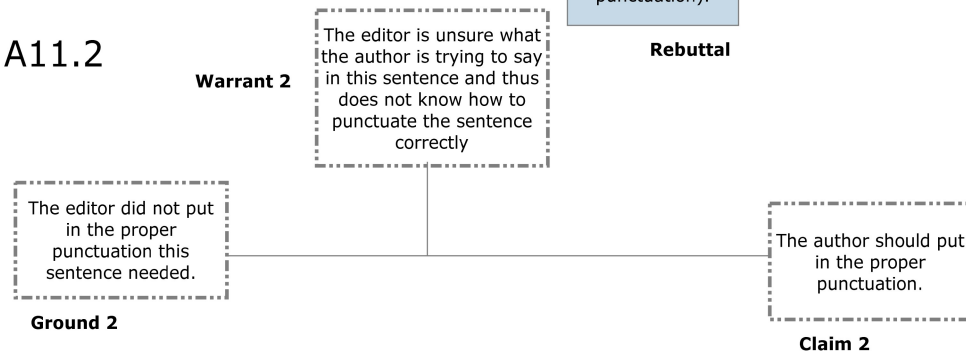 punctuation).
Rebuttal
A11.2
Warrant 2
The editor is unsure what
the author is trying to say
in this sentence and thus
does not know how to
punctuate the sentence
correctly
The editor did not put
in the proper
punctuation this
sentence needed.
Ground 2
The author should put
in the proper
punctuation.
Claim 2